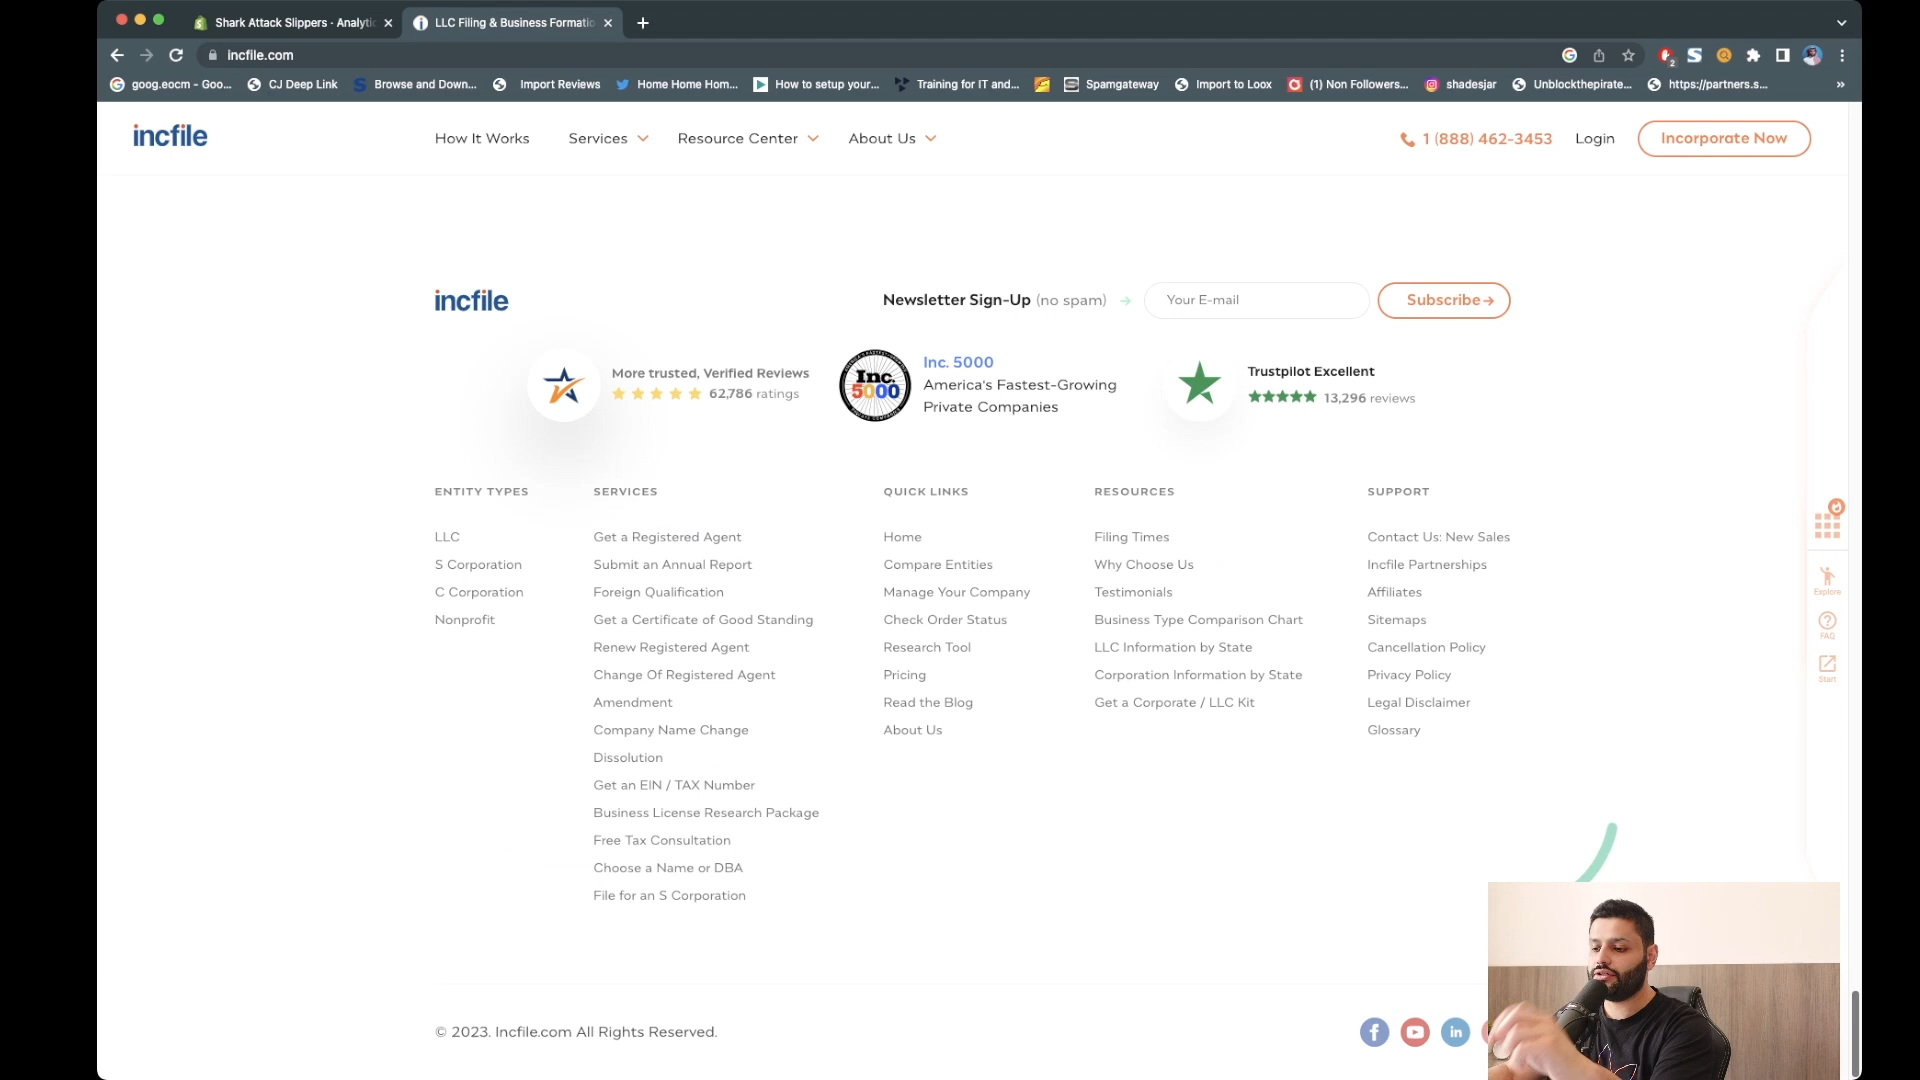 Shark Attack Slippers · Analytic
LLC Filing & Business Formatio
incfile.com
goog.eocm - Goo...
CJ Deep Link
Browse and Down...
Import Reviews
Home Home Hom...
How to setup your...
Training for IT and...
Spamgateway
Import to Loox
(1) Non Followers...
shadesjar
Unblockthepirate...
https://partners.s...
»
incfile
How It Works
Services
Resource Center
About Us
1 (888) 462-3453
Login
Incorporate Now
incfile
Newsletter Sign-Up (no spam)
Your E-mail
Subscribe
More trusted, Verified Reviews
62,786 ratings
Inc. 5000
Inc. 5000
America's Fastest-Growing
Private Companies
Trustpilot Excellent
13,296 reviews
ENTITY TYPES
LLC
S Corporation
C Corporation
Nonprofit
SERVICES
Get a Registered Agent
Submit an Annual Report
Foreign Qualification
Get a Certificate of Good Standing
Renew Registered Agent
Change Of Registered Agent
Amendment
Company Name Change
Dissolution
Get an EIN / TAX Number
Business License Research Package
Free Tax Consultation
Choose a Name or DBA
File for an S Corporation
QUICK LINKS
Home
Compare Entities
Manage Your Company
Check Order Status
Research Tool
Pricing
Read the Blog
About Us
RESOURCES
Filing Times
Why Choose Us
Testimonials
Business Type Comparison Chart
LLC Information by State
Corporation Information by State
Get a Corporate / LLC Kit
SUPPORT
Contact Us: New Sales
Incfile Partnerships
Affiliates
Sitemaps
Cancellation Policy
Privacy Policy
Legal Disclaimer
Glossary
Explore
FAQ
Start
© 2023. Incfile.com All Rights Reserved.